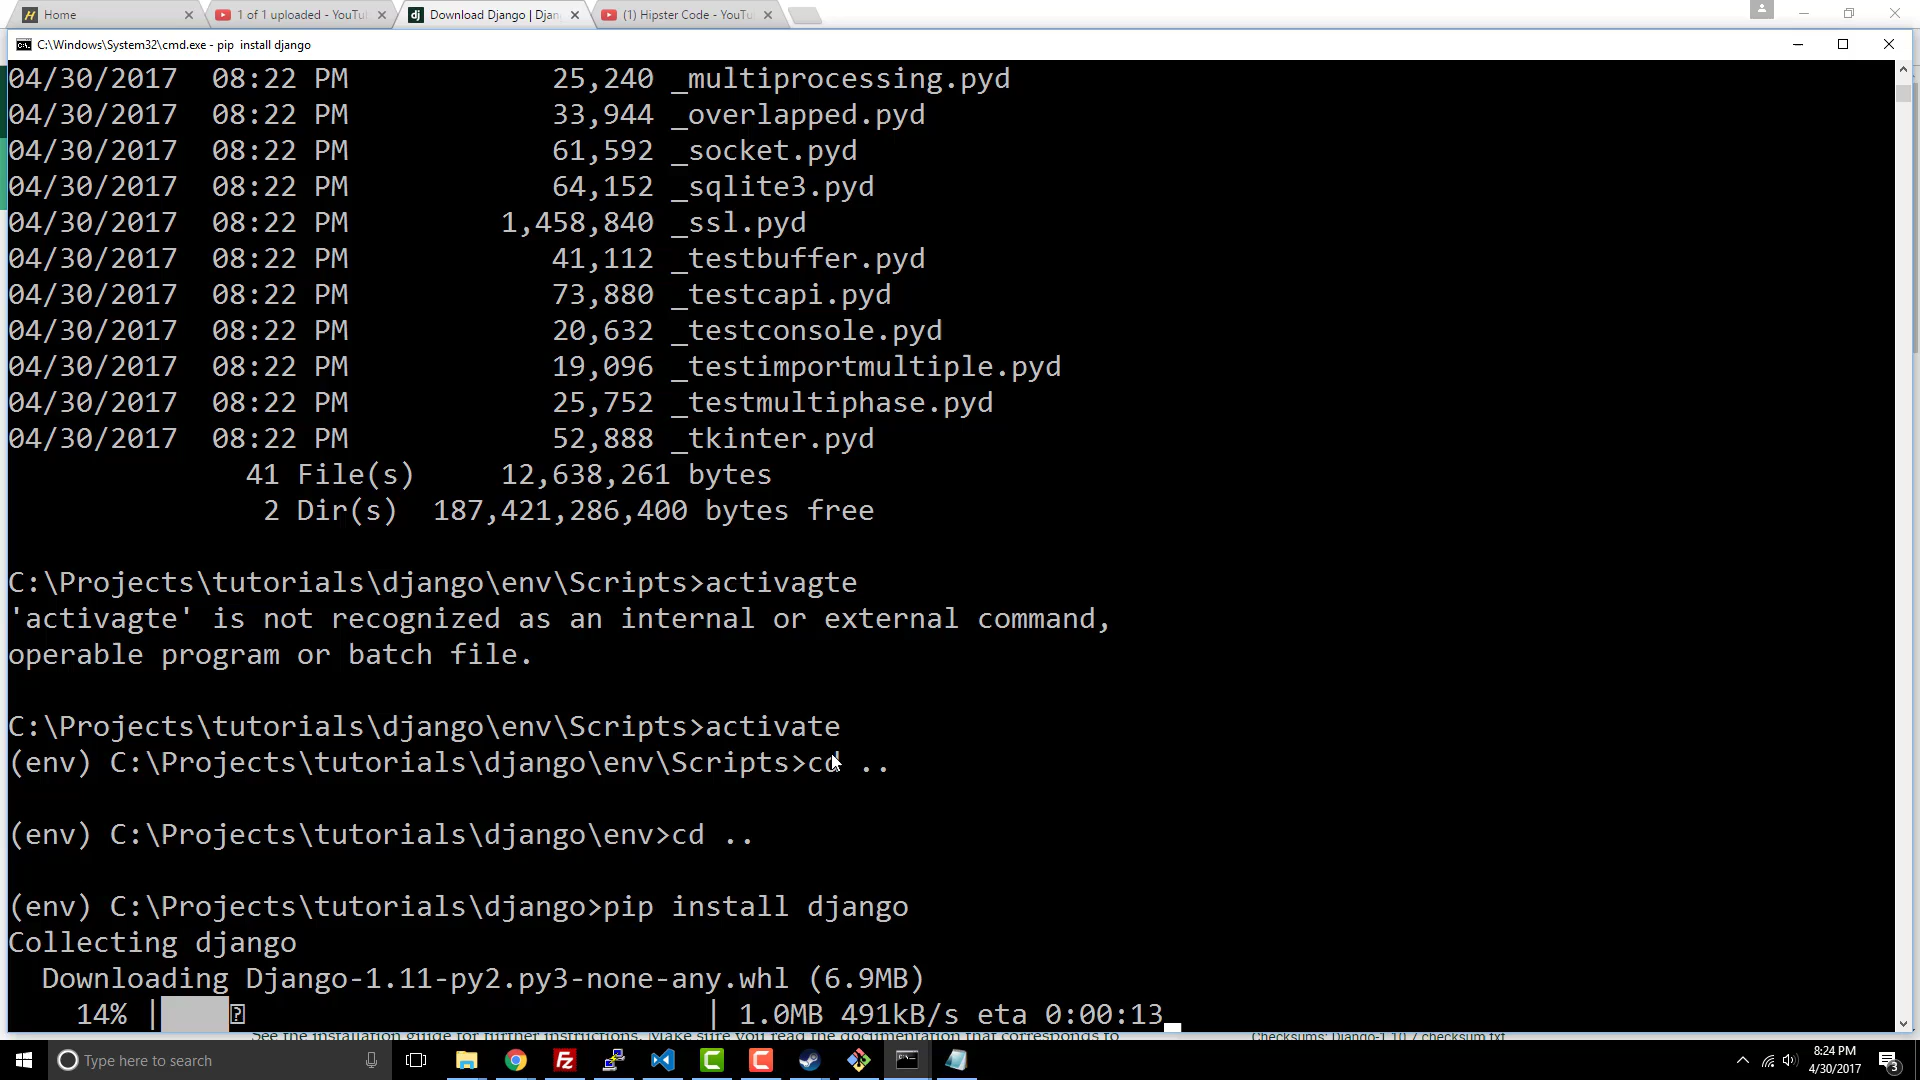 Home
1 of 1 uploaded - YouTu
Download Django | Djan
(1) Hipster Code - YouTu
C:\Windows\System32\cmd.exe - pip  install django
04/30/2017  08:22 PM            25,240 _multiprocessing.pyd
04/30/2017  08:22 PM            33,944 _overlapped.pyd
04/30/2017  08:22 PM            61,592 _socket.pyd
04/30/2017  08:22 PM            64,152 _sqlite3.pyd
04/30/2017  08:22 PM         1,458,840 _ssl.pyd
04/30/2017  08:22 PM            41,112 _testbuffer.pyd
04/30/2017  08:22 PM            73,880 _testcapi.pyd
04/30/2017  08:22 PM            20,632 _testconsole.pyd
04/30/2017  08:22 PM            19,096 _testimportmultiple.pyd
04/30/2017  08:22 PM            25,752 _testmultiphase.pyd
04/30/2017  08:22 PM            52,888 _tkinter.pyd
41 File(s)     12,638,261 bytes
2 Dir(s)  187,421,286,400 bytes free
C:\Projects\tutorials\django\env\Scripts>activagte
'activagte' is not recognized as an internal or external command,
operable program or batch file.
C:\Projects\tutorials\django\env\Scripts>activate
(env) C:\Projects\tutorials\django\env\Scripts>cd ..
(env) C:\Projects\tutorials\django\env>cd ..
(env) C:\Projects\tutorials\django>pip install django
Collecting django
Downloading Django-1.11-py2.py3-none-any.whl (6.9MB)
14% | | 1.0MB 491kB/s eta 0:00:13
See the installation guide for further instructions. Make sure you read the documentation that corresponds to
Checksums: Django-1.10.7.checksum.txt
Type here to search
8:24 PM
4/30/2017
3